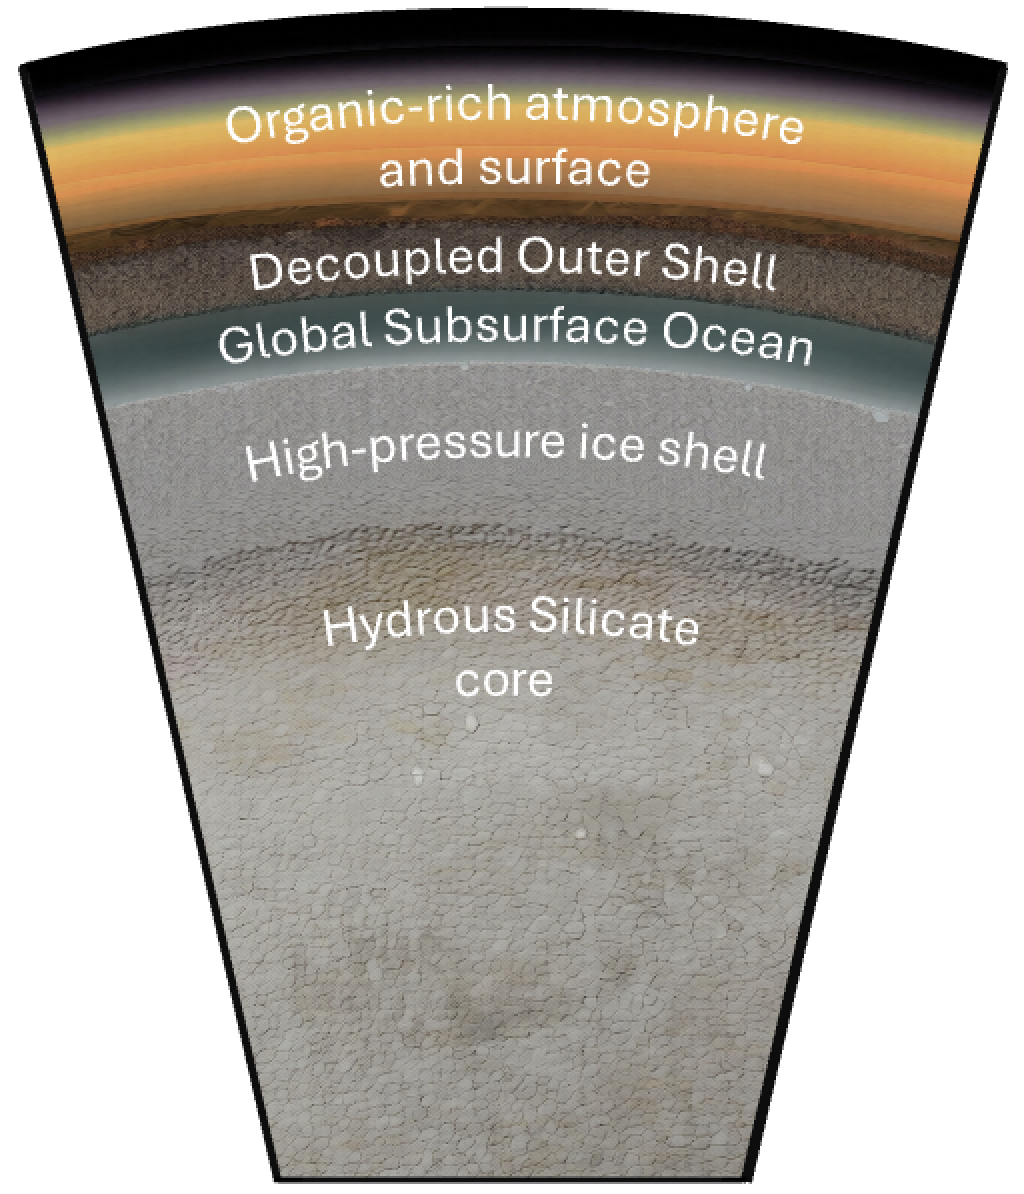 Organic-rich atmosphere
and surface
Decoupled Outer Shell
Global Subsurface Ocean
High-pressure ice shell
Hydrous Silicate
core